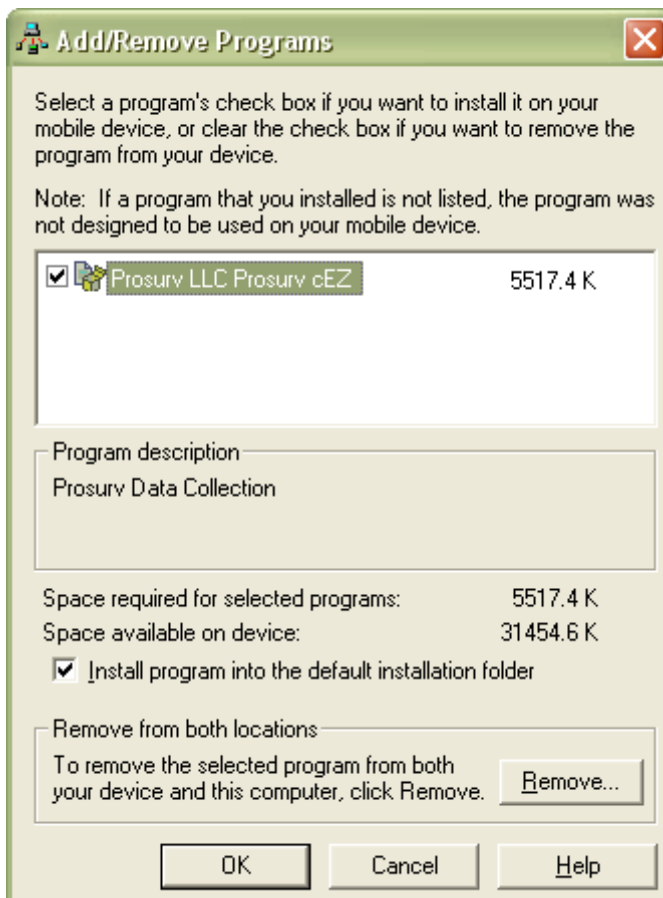 Add/Remove Programs
Select a program's check box if you want to install it on your
mobile device, or clear the check box if you want to remove the
program from your device.
Note: If a program that you installed is not listed, the program was
not designed to be used on your mobile device.
Prosurv LLC Prosurv cEZ 5517.4 K
Program description
Prosurv Data Collection
Space required for selected programs: 5517.4 K
Space available on device: 31454.6 K
Install program into the default installation folder
Remove from both locations
To remove the selected program from both
your device and this computer, click Remove.
Remove...
OK Cancel Help